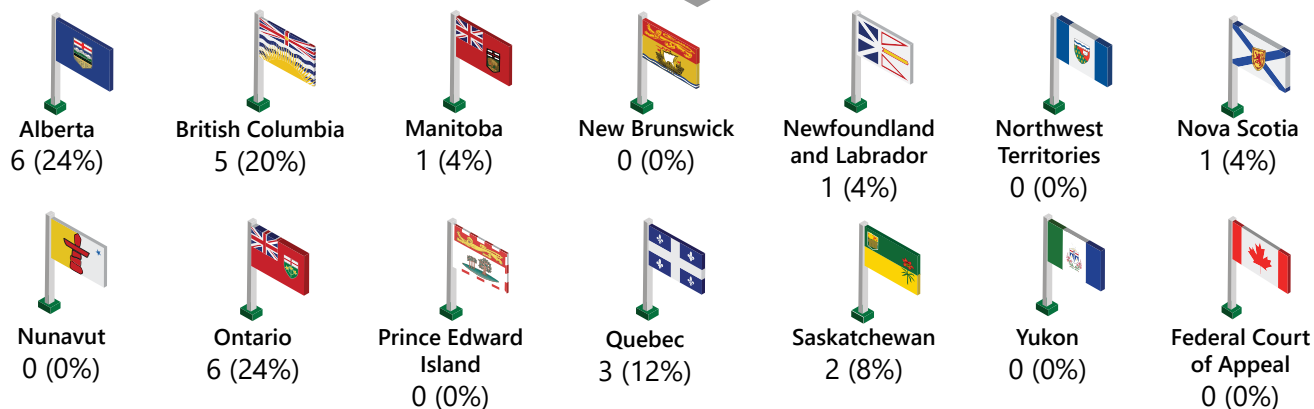 Alberta
6 (24%)
British Columbia
5 (20%)
Manitoba
1 (4%)
New Brunswick
0 (0%)
Newfoundland
and Labrador
1 (4%)
Northwest
Territories
0 (0%)
Nova Scotia
1 (4%)
Nunavut
0 (0%)
Ontario
6 (24%)
Prince Edward
Island
0 (0%)
Quebec
3 (12%)
Saskatchewan
2 (8%)
Yukon
0 (0%)
Federal Court
of Appeal
0 (0%)